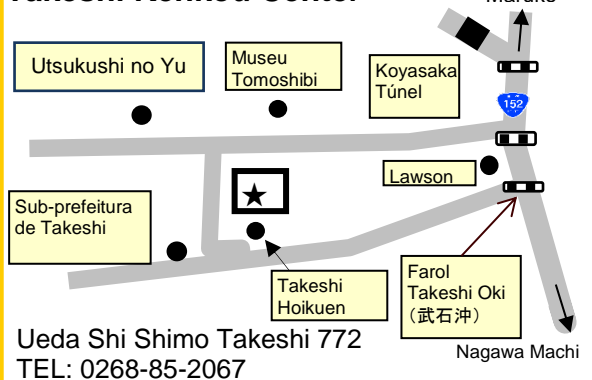 Takeshi Kenkou Center
Maruko
Utsukushi no Yu
Museu
Tomoshibi
Koyasaka
Túnel
152
Lawson
Sub-prefeitura
de Takeshi
Takeshi
Hoikuen
Farol
Takeshi Oki
(武石沖)
Nagawa Machi
Ueda Shi Shimo Takeshi 772
TEL: 0268-85-2067